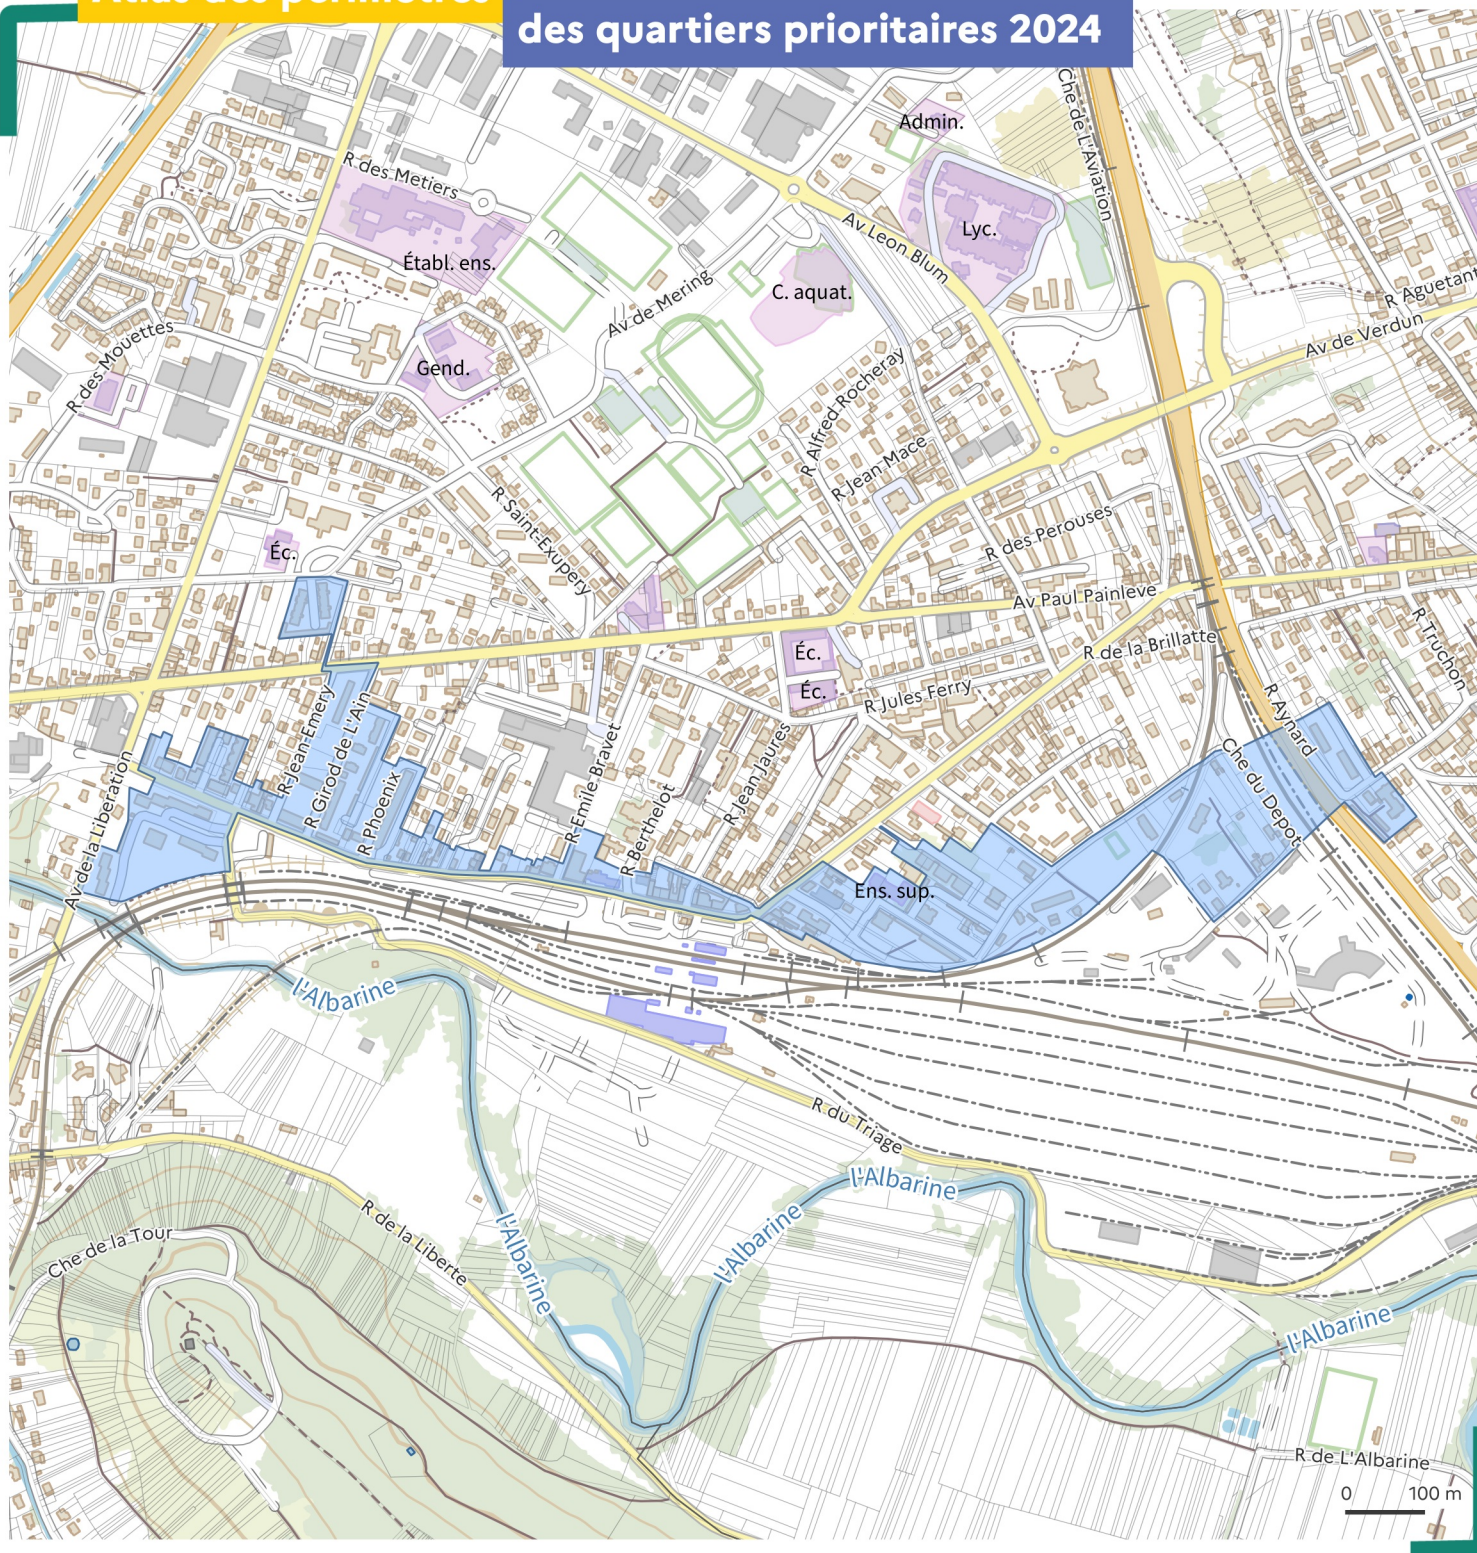 Atlas des périmètres
des quartiers prioritaires 2024
Che de L'Aviation
Admin.
R des Metiers
Lyc.
Av Leon Blum
Établ. ens.
C. aquat.
R Aguetant
Av de Mering
Av de Verdun
R des Mouettes
Gend.
R Alfred Rocheray
R Jean Mace
R Saint-Exupery
R des Perouses
Éc.
Av Paul Painleve
R de la Brillatte
R Truchon
Éc.
Éc.
R Jules Ferry
R Jean-Emery
R Girod de L'Ain
R Aynard
Av de la Liberation
R Phoenix
R Emile Bravet
R Berthelot
R Jean Jaures
Che du Depot
Ens. sup.
l'Albarine
R du Triage
l'Albarine
l'Albarine
l'Albarine
R de la Liberte
Che de la Tour
l'Albarine
R de L'Albarine
0 100 m